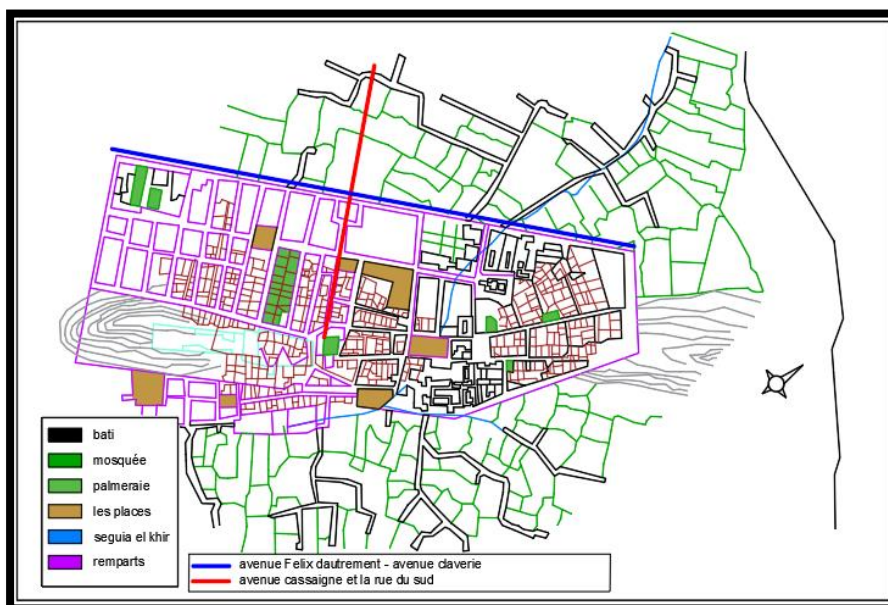 bati
mosquée
palmeraie
les places
seguia el khir
remparts
avenue Felix dautrement - avenue claverie
avenue cassaigne et la rue du sud